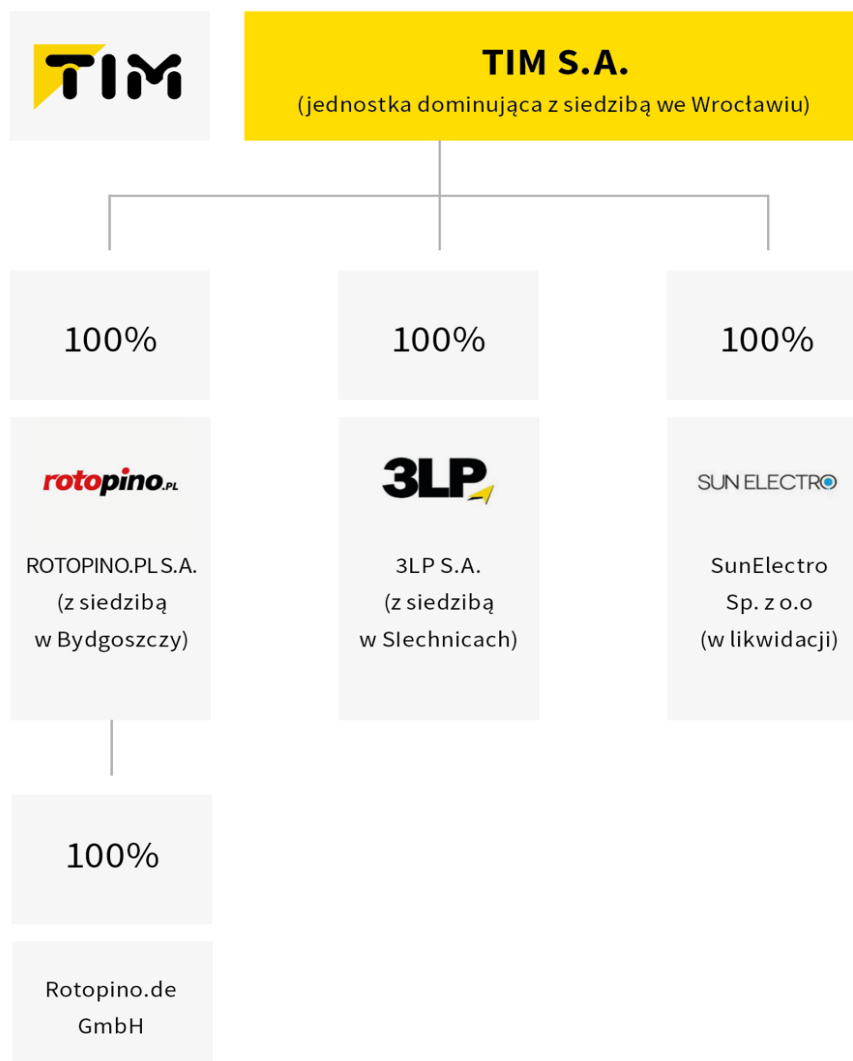 TIM
TIM S.A.
(jednostka dominująca z siedzibą we Wrocławiu)
100%
100%
100%
rotopino.PL
3LP
SUN ELECTRO
ROTOPINO.PL S.A.
(z siedzibą
w Bydgoszczy)
3LP S.A.
(z siedzibą
w SIechnicach)
SunElectro
Sp. z o.o
(w likwidacji)
100%
Rotopino.de
GmbH